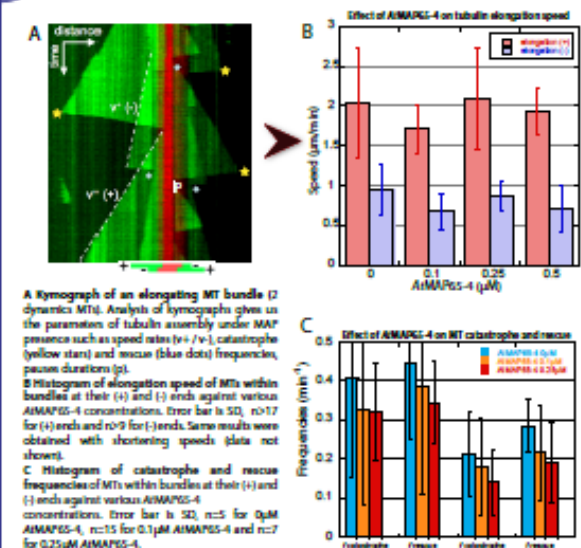 A
distance
time
v⁺ (-)
v⁺ (+)
P
+ - - +
A Kymograph of an elongating MT bundle (2
dynamics MTs). Analysis of kymographs gives us
the parameters of tubulin assembly under MAP
presence such as speed rates (v+ / v-), catastrophe
(yellow stars) and rescue (blue dots) frequencies,
pauses durations (p).
B Histogram of elongation speed of MTs within
bundles at their (+) and (-) ends against various
AtMAP65-4 concentrations. Error bar is SD, n>17
for (+) ends and n>9 for (-) ends. Same results were
obtained with shortening speeds (data not
shown).
C Histogram of catastrophe and rescue
frequencies of MTs within bundles at their (+) and
(-) ends against various AtMAP65-4
concentrations. Error bar is SD, n=5 for 0µM
AtMAP65-4, n=15 for 0.1µM AtMAP65-4 and n=7
for 0.25µM AtMAP65-4.
B
Effect of AtMAP65-4 on tubulin elongation speed
elongation (+)
elongation (-)
Speed (µm/min)
3
2.5
2
1.5
1
0.5
0
0 0.1 0.25 0.5
AtMAP65-4 (µM)
C
Effect of AtMAP65-4 on MT catastrophe and rescue
AtMAP65-4 0µM
AtMAP65-4 0.1µM
AtMAP65-4 0.25µM
Frequencies (min⁻¹)
0.5
0.4
0.3
0.2
0.1
0
catastrophe rescue catastrophe rescue